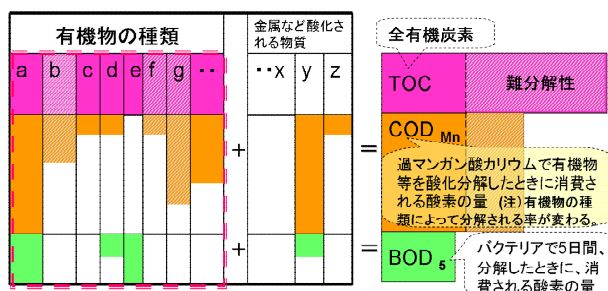 有機物の種類
金属など酸化さ
れる物質
a b c d e f g ‥
‥x y z
+
=
+
=
全有機炭素
TOC
難分解性
COD Mn
過マンガン酸カリウムで有機物
等を酸化分解したときに消費さ
れる酸素の量 (注)有機物の種
類によって分解される率が変わる。
BOD 5
バクテリアで5日間、
分解したときに、消
費される酸素の量